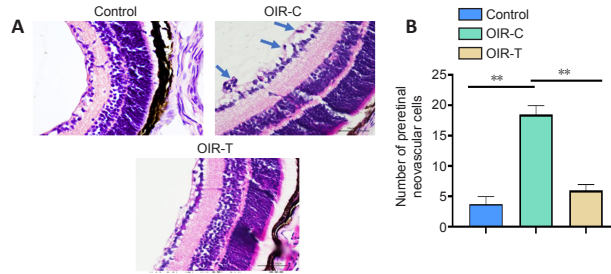 A
Control
OIR-C
OIR-T
B
Control
OIR-C
OIR-T
Number of preretinal
neovascular cells
25
20
15
10
5
0
**
**